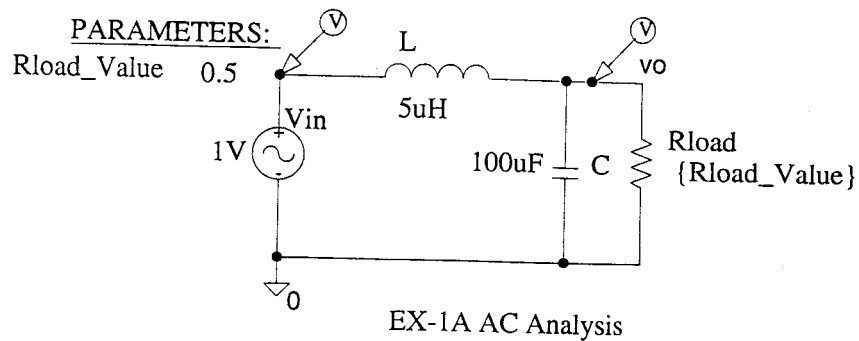 PARAMETERS:
Rload_Value 0.5
V
V
L
vo
5uH
Vin
+
1V
-
100uF
C
Rload
{Rload_Value}
0
EX-1A AC Analysis